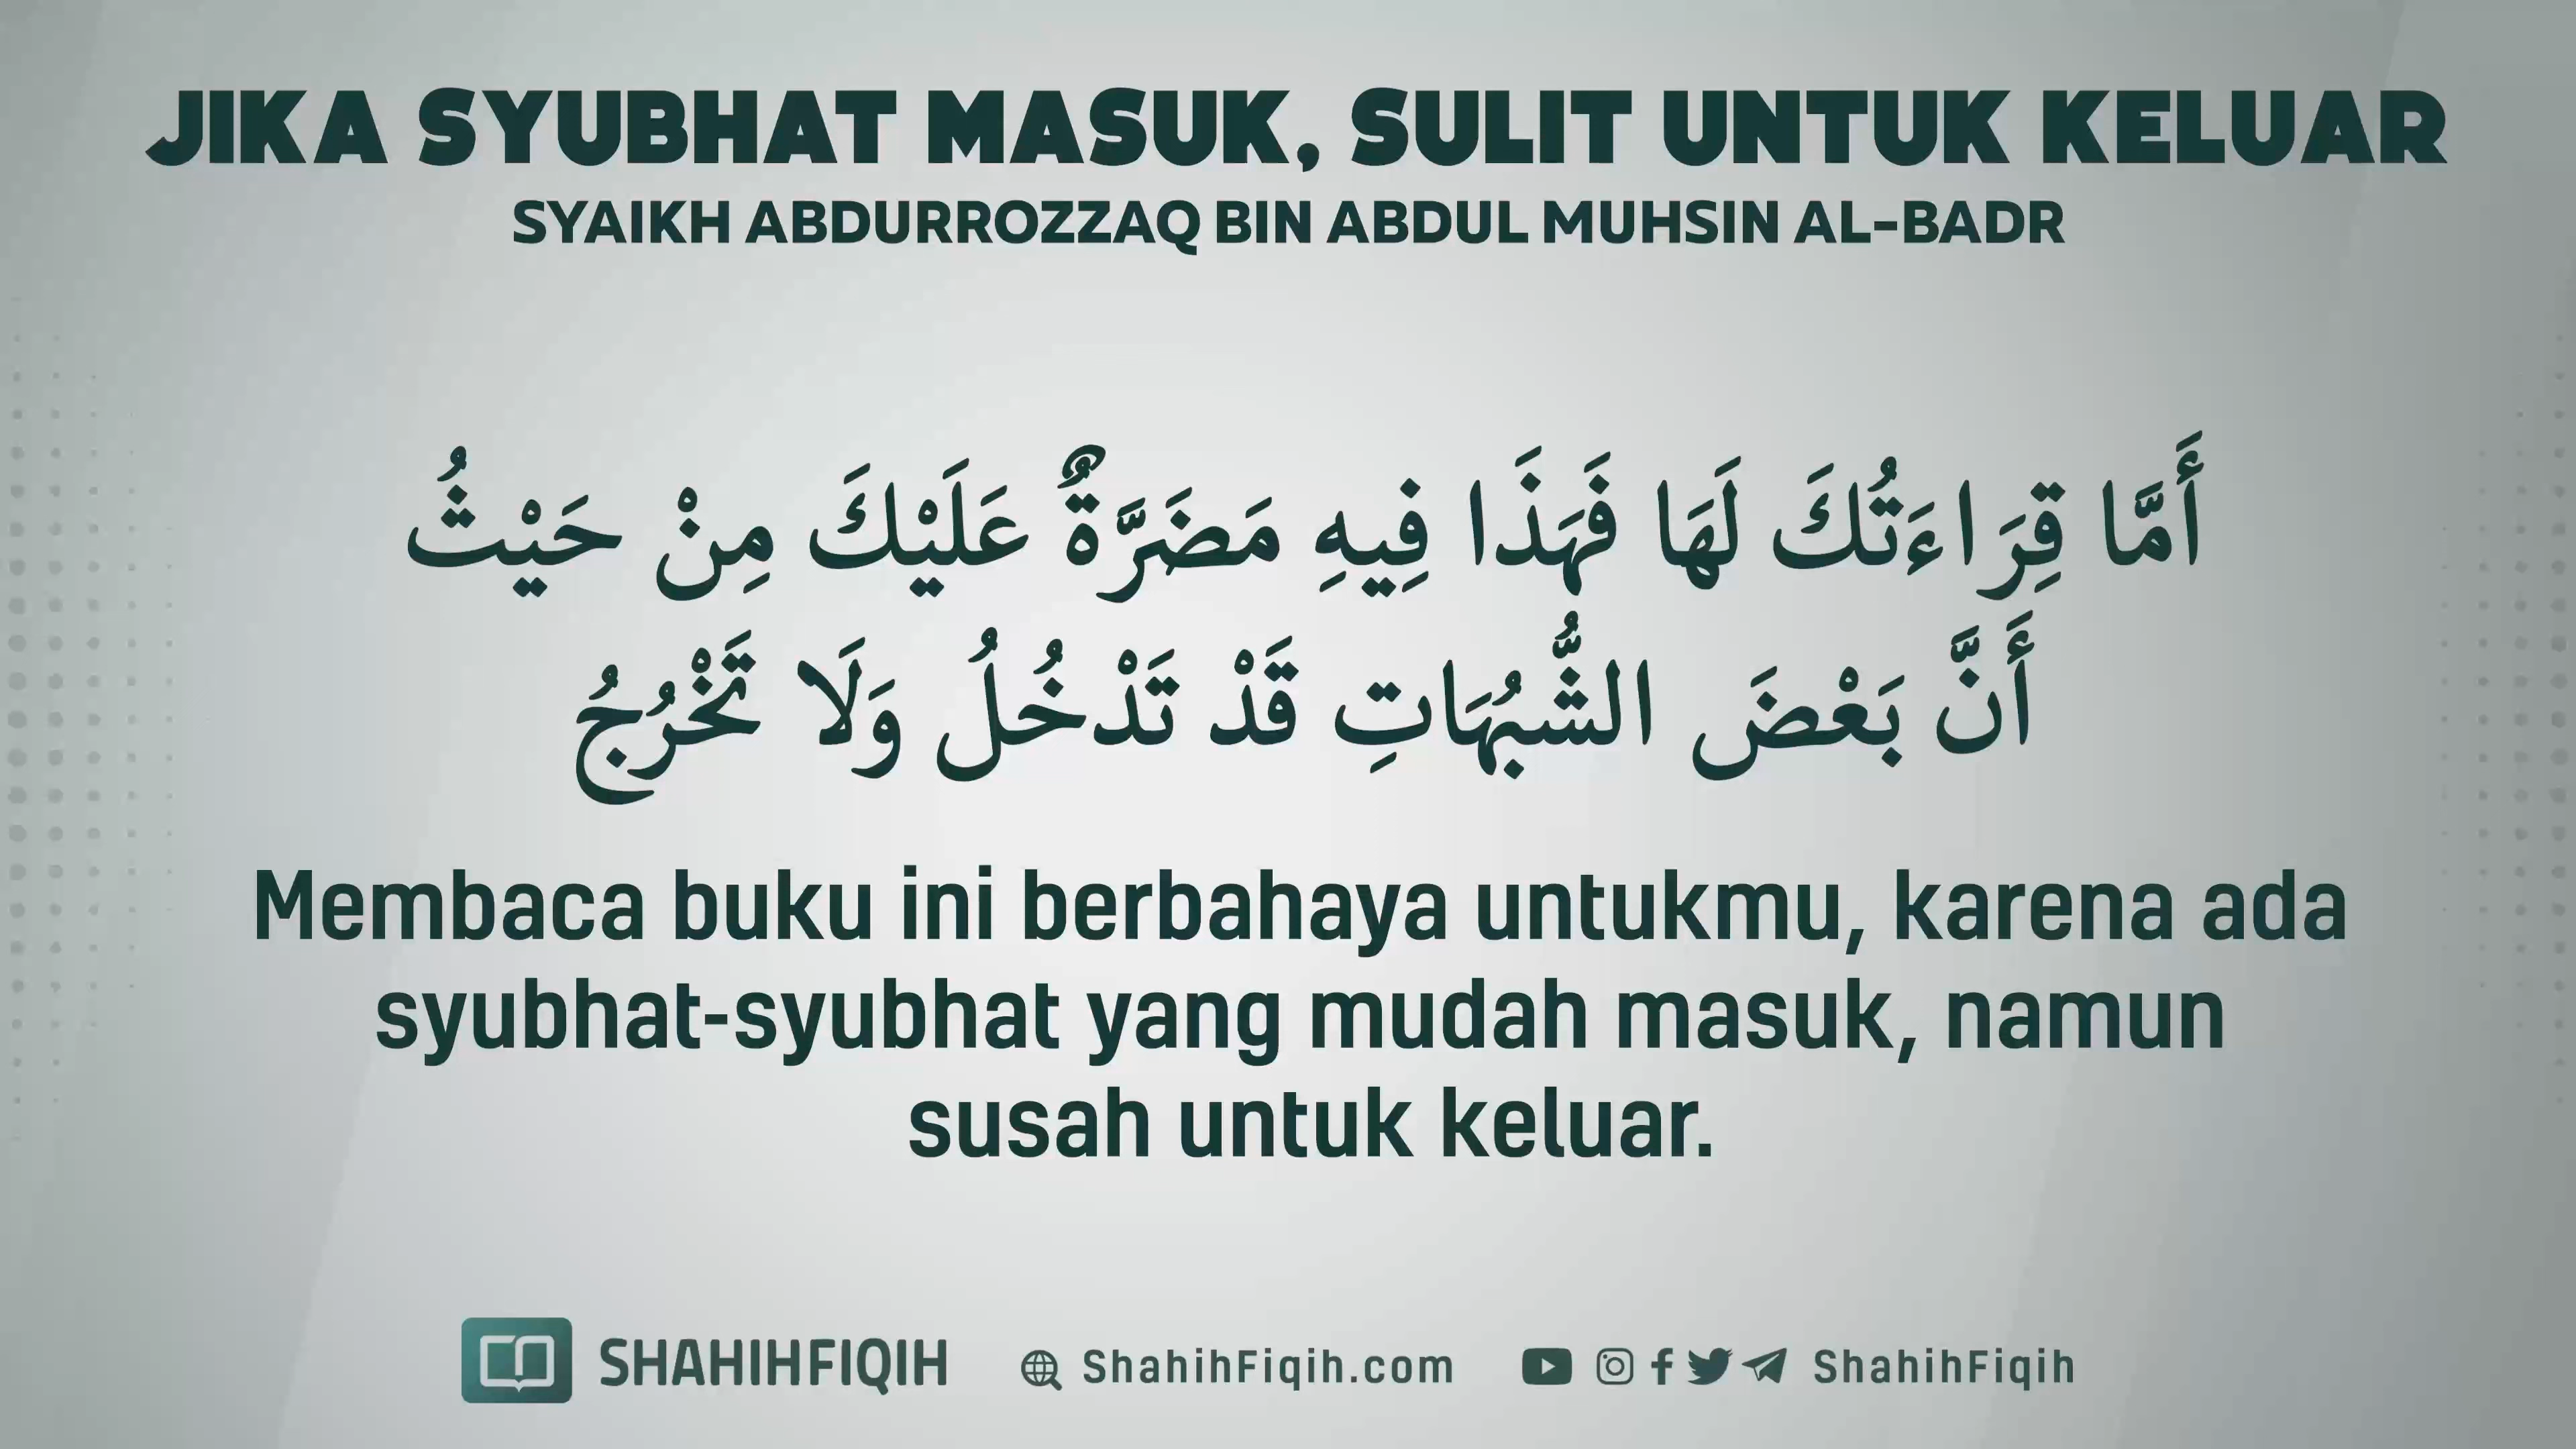 JIKA SYUBHAT MASUK, SULIT UNTUK KELUAR
SYAIKH ABDURROZZAQ BIN ABDUL MUHSIN AL-BADR
أَمَّا قِرَاءَتُكَ لَهَا فَهَذَا فِيهِ مَضَرَّةٌ عَلَيْكَ مِنْ حَيْثُ
أَنَّ بَعْضَ الشُّبُهَاتِ قَدْ تَدْخُلُ وَلَا تَخْرُجُ
Membaca buku ini berbahaya untukmu, karena ada
syubhat-syubhat yang mudah masuk, namun
susah untuk keluar.
SHAHIHFIQIH ShahihFiqih.com ShahihFiqih